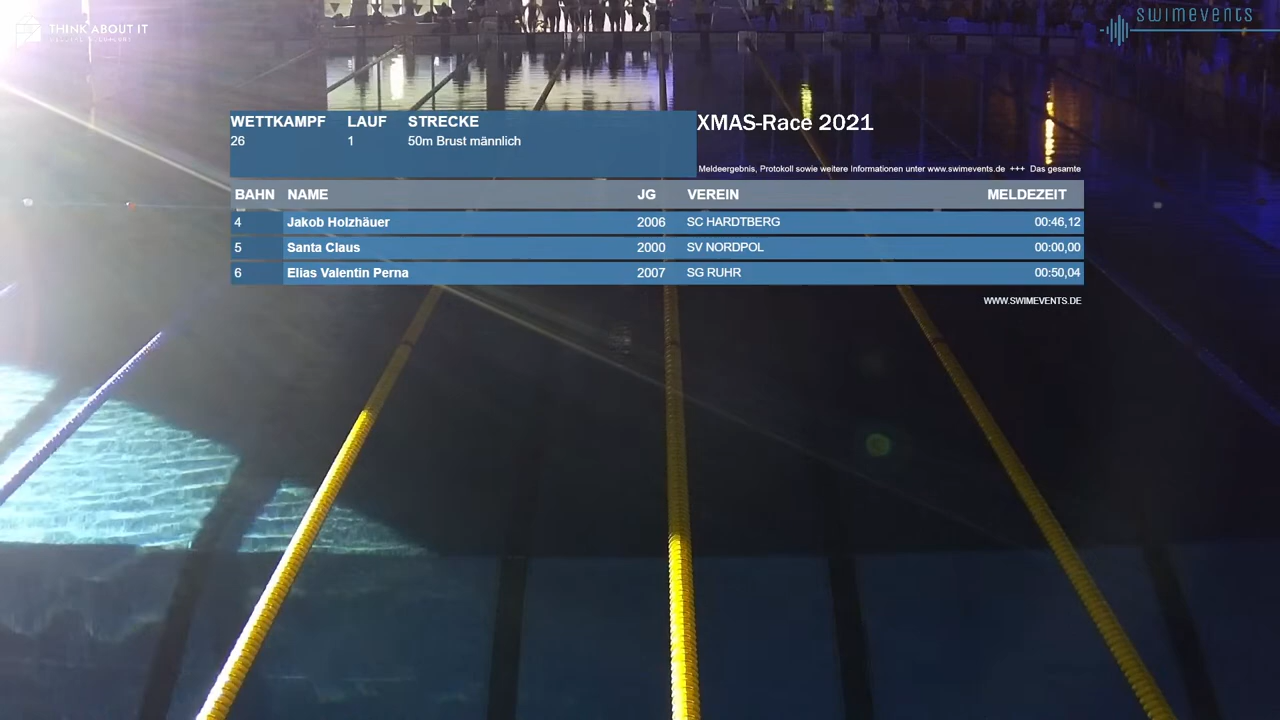 THINK ABOUT IT
swimevents
WETTKAMPF LAUF STRECKE
26 1 50m Brust männlich
XMAS-Race 2021
Meldeergebnis, Protokoll sowie weitere Informationen unter www.swimevents.de +++ Das gesamte
BAHN NAME JG VEREIN MELDEZEIT
4 Jakob Holzhäuer 2006 SC HARDTBERG 00:46,12
5 Santa Claus 2000 SV NORDPOL 00:00,00
6 Elias Valentin Perna 2007 SG RUHR 00:50,04
WWW.SWIMEVENTS.DE